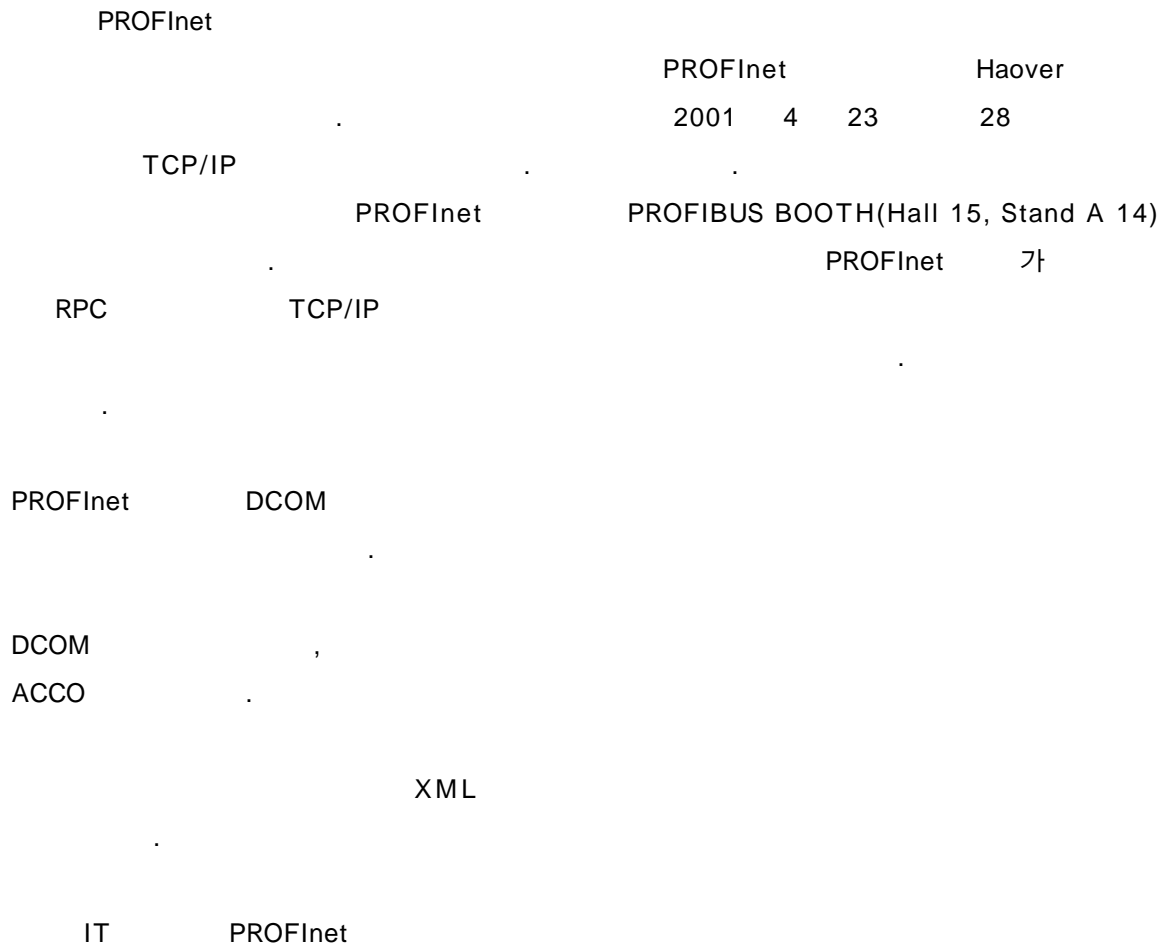 PROFInet
PROFInet Haover
. 2001 4 23 28
TCP/IP . .
PROFInet PROFIBUS BOOTH(Hall 15, Stand A 14)
. PROFInet 가
RPC TCP/IP
.
.
PROFInet DCOM
.
DCOM ,
ACCO .
XML
.
IT PROFInet